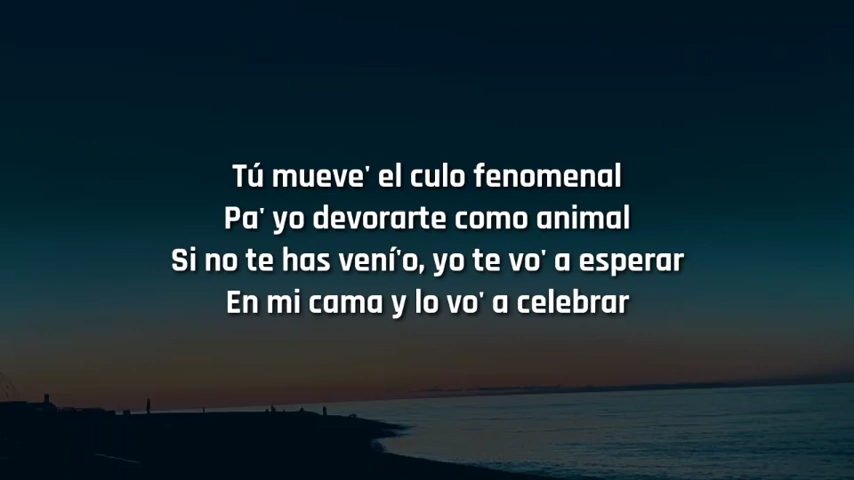 Tú mueve' el culo fenomenal
Pa' yo devorarte como animal
Si no te has vení'o, yo te vo' a esperar
En mi cama y lo vo' a celebrar